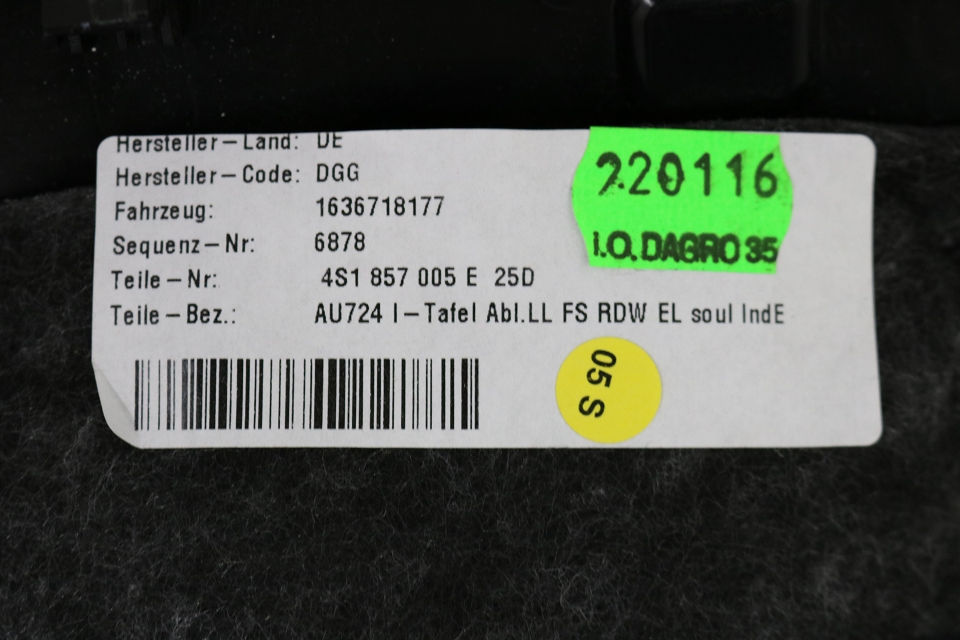 Hersteller-Land: DE
Hersteller-Code: DGG
Fahrzeug: 1636718177
Sequenz-Nr: 6878
Teile-Nr: 4S1 857 005 E 25D
Teile-Bez.: AU724 I-Tafel Abl.LL FS RDW EL soul IndE
220116
I.O. DAGRO 35
05 S